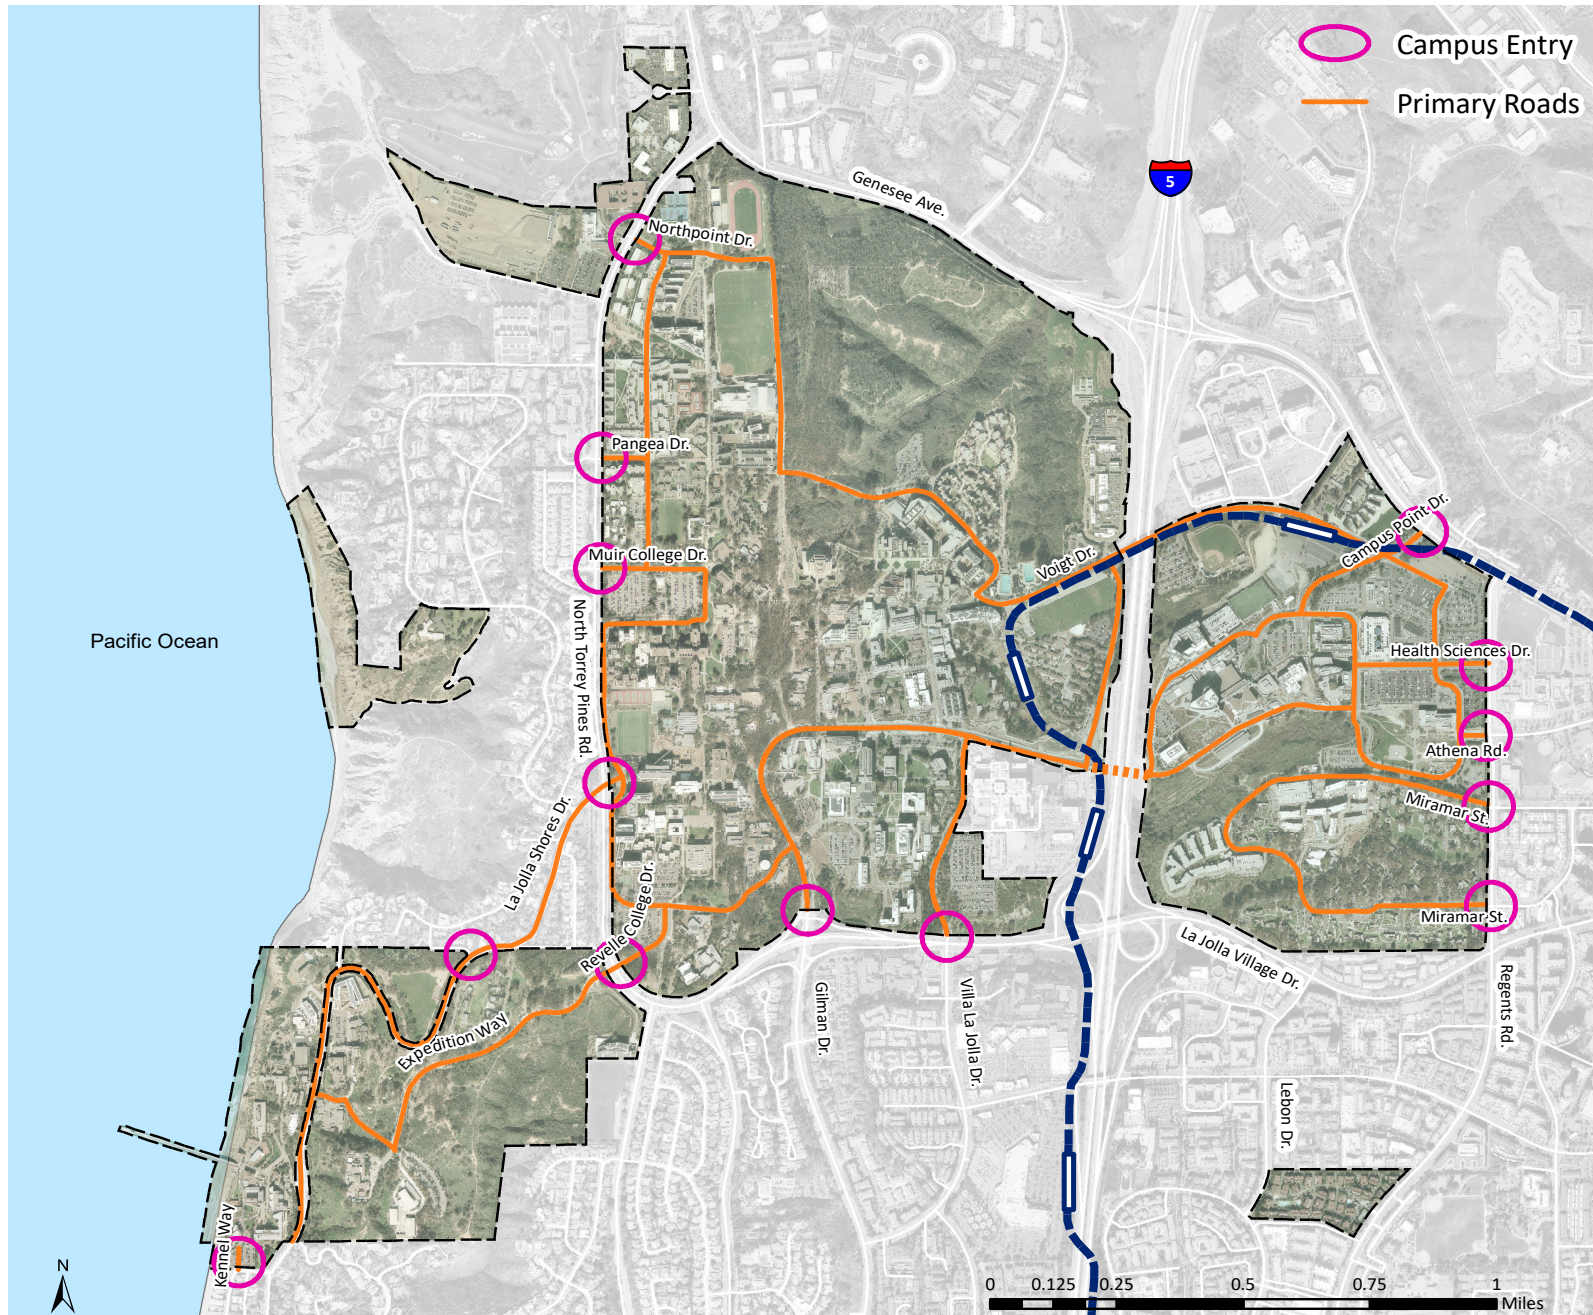 Campus Entry
Primary Roads
5
Genesee Ave.
Northpoint Dr.
Pangea Dr.
Muir College Dr.
Voigt Dr.
Campus Point Dr.
North Torrey Pines Rd.
Pacific Ocean
Health Sciences Dr.
Athena Rd.
Miramar St.
La Jolla Shores Dr.
Revelle College Dr.
Miramar St.
La Jolla Village Dr.
Expedition Way
Gilman Dr.
Villa La Jolla Dr.
Regents Rd.
Lebon Dr.
Kennel Way
N
0 0.125 0.25 0.5 0.75 1
Miles